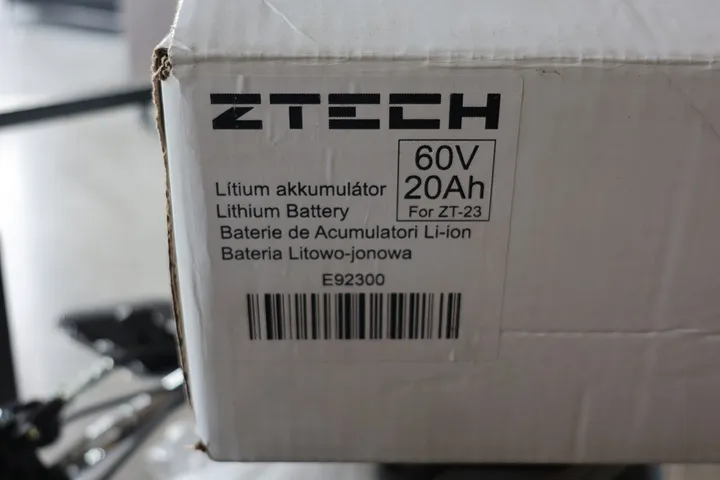 ZTECH
60V
20Ah
For ZT-23
Lítium akkumulátor
Lithium Battery
Baterie de Acumulatori Li-ion
Bateria Litowo-jonowa
E92300